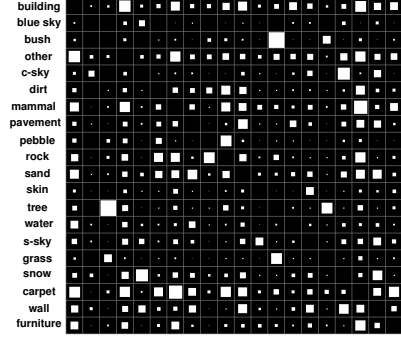 building
blue sky
bush
other
c-sky
dirt
mammal
pavement
pebble
rock
sand
skin
tree
water
s-sky
grass
snow
carpet
wall
furniture